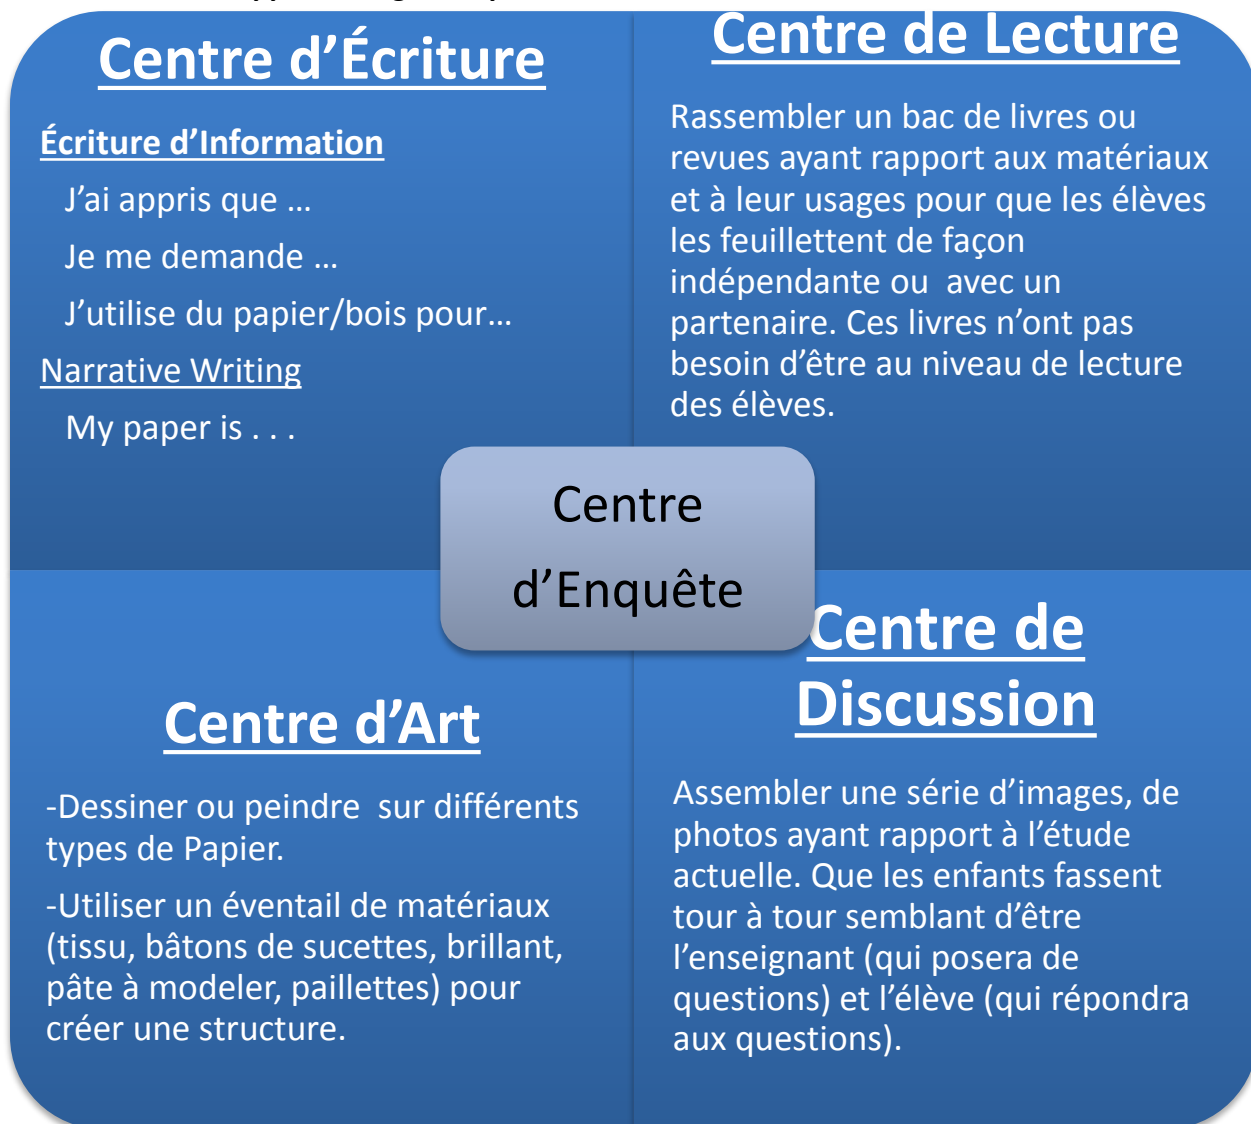 Centre d’Écriture
Écriture d’Information
J’ai appris que …
Je me demande …
J’utilise du papier/bois pour…
Narrative Writing
My paper is . . .
Centre de Lecture
Rassembler un bac de livres ou
revues ayant rapport aux matériaux
et à leur usages pour que les élèves
les feuillettent de façon
indépendante ou  avec un
partenaire. Ces livres n’ont pas
besoin d’être au niveau de lecture
des élèves.
Centre
d’Enquête
Centre d’Art
-Dessiner ou peindre  sur différents
types de Papier.
-Utiliser un éventail de matériaux
(tissu, bâtons de sucettes, brillant,
pâte à modeler, paillettes) pour
créer une structure.
Centre de
Discussion
Assembler une série d’images, de
photos ayant rapport à l’étude
actuelle. Que les enfants fassent
tour à tour semblant d’être
l’enseignant (qui posera de
questions) et l’élève (qui répondra
aux questions).